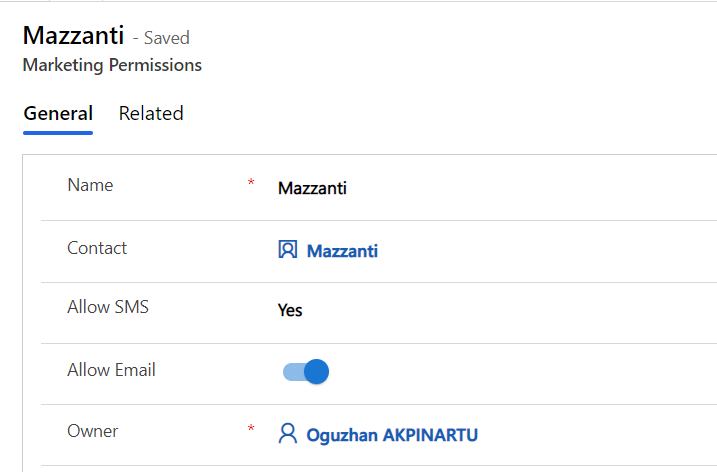 Mazzanti - Saved
Marketing Permissions
General Related
Name * Mazzanti
Contact Mazzanti
Allow SMS Yes
Allow Email
Owner * Oguzhan AKPINARTU